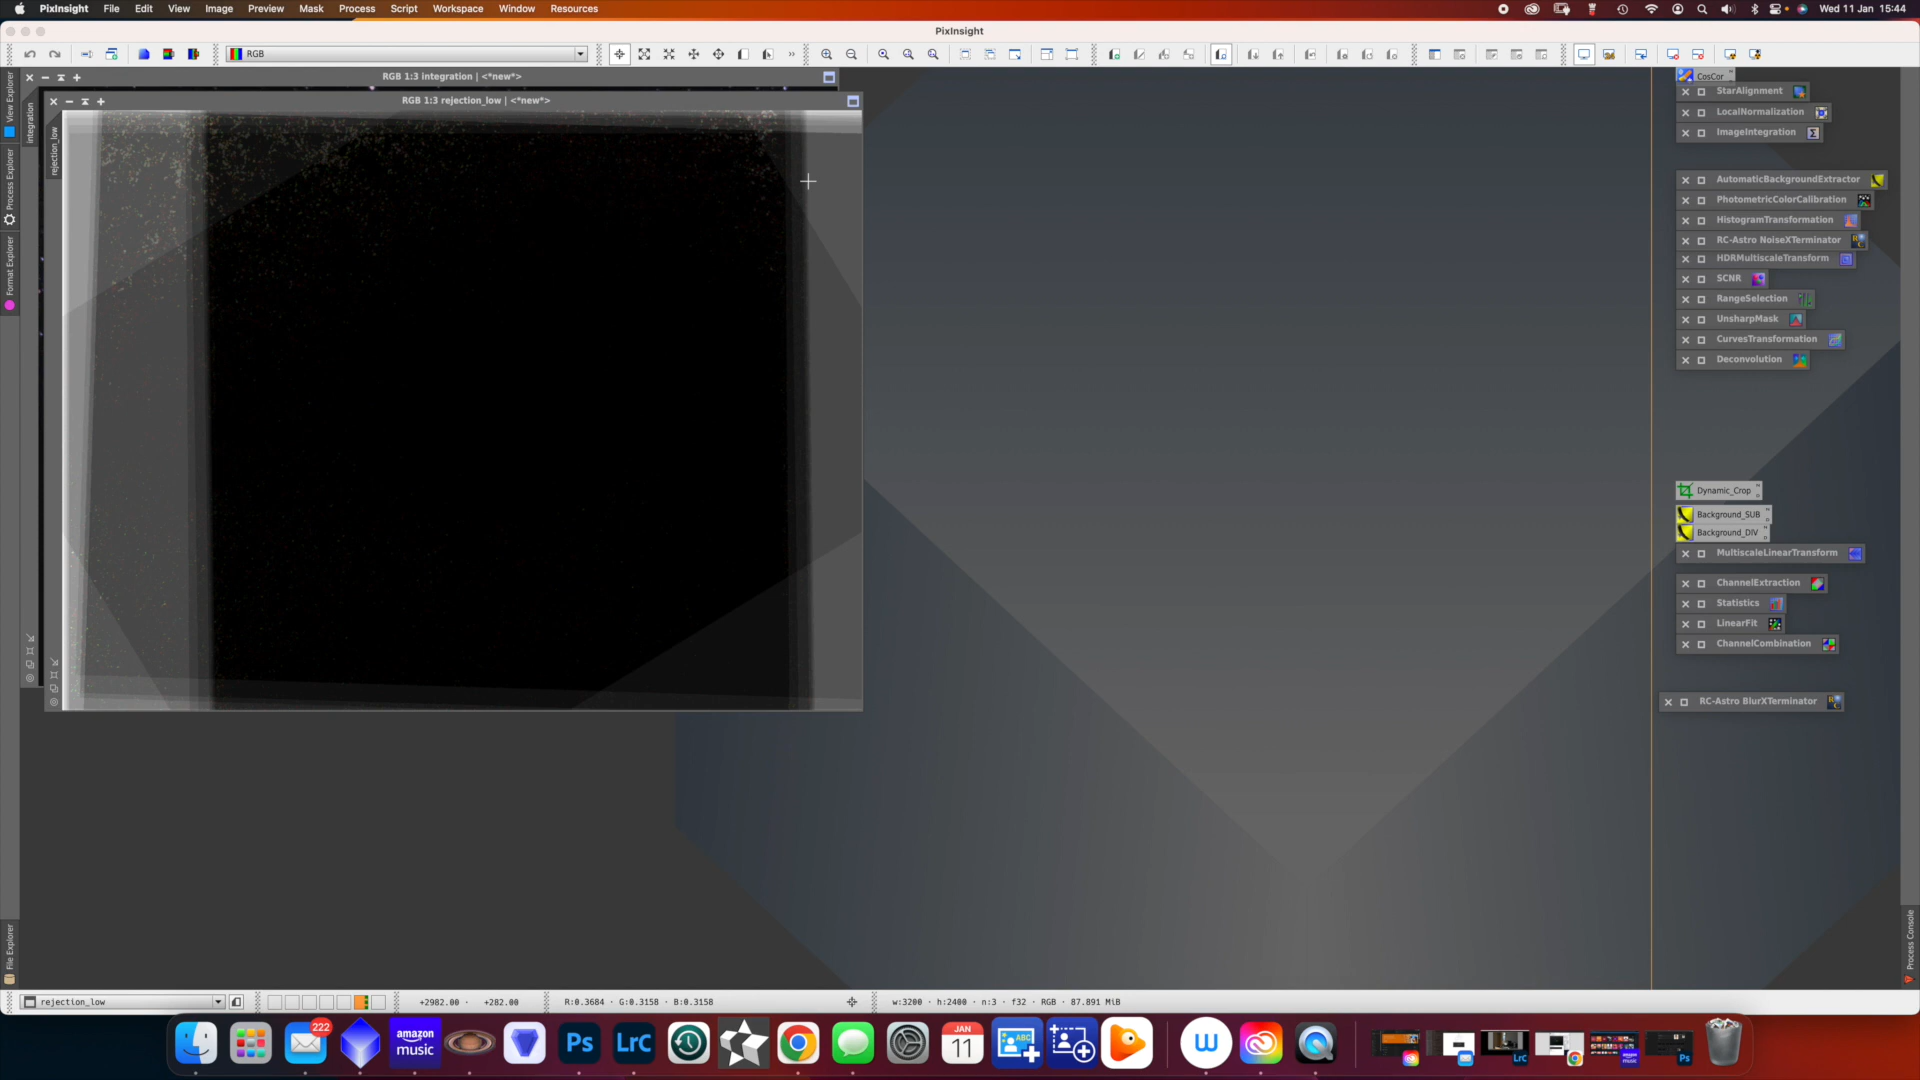 PixInsight File Edit View Image Preview Mask Process Script Workspace Window Resources Wed 11 Jan 15:44
PixInsight
RGB
RGB 1:3 integration | <*new*>
RGB 1:3 rejection_low | <*new*>
View Explorer
Process Explorer
Format Explorer
File Explorer
integration
rejection_low
CosCor
StarAlignment
LocalNormalization
ImageIntegration
AutomaticBackgroundExtractor
PhotometricColorCalibration
HistogramTransformation
RC-Astro NoiseXTerminator
HDRMultiscaleTransform
SCNR
RangeSelection
UnsharpMask
CurvesTransformation
Deconvolution
Dynamic_Crop
Background_SUB
Background_DIV
MultiscaleLinearTransform
ChannelExtraction
Statistics
LinearFit
ChannelCombination
RC-Astro BlurXTerminator
Process Console
rejection_low +2982.00 · +282.00 R:0.3684 · G:0.3158 · B:0.3158 w:3200 · h:2400 · n:3 · f32 · RGB · 87.891 MiB
222
amazon music
Ps
LrC
JAN
11
ABC
W
LrC
Ps